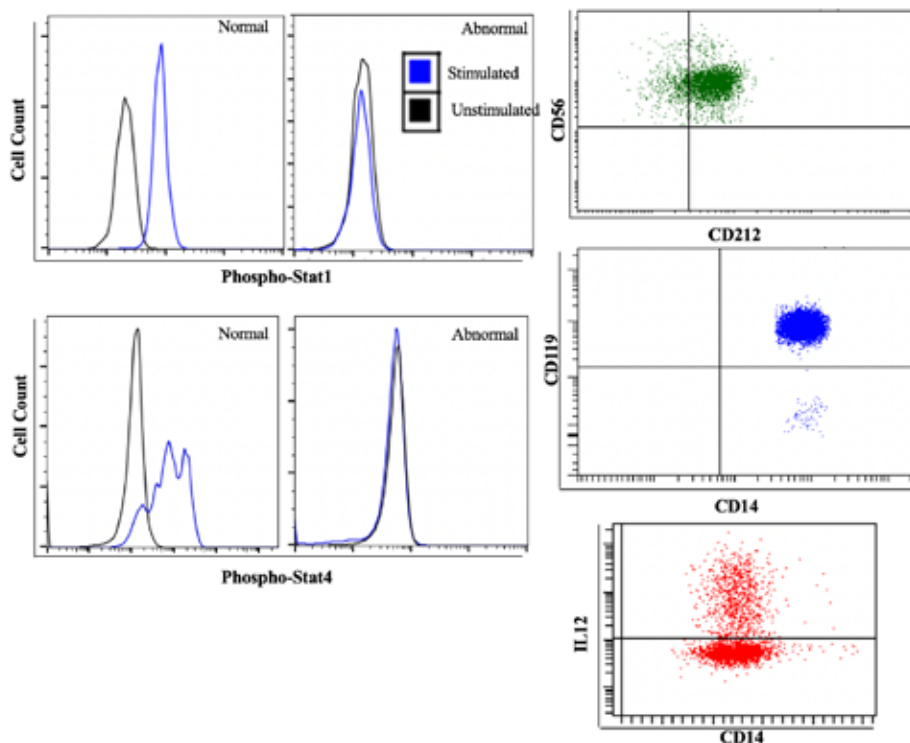 Normal
Abnormal
Stimulated
Unstimulated
Cell Count
Phospho-Stat1
Normal
Abnormal
Cell Count
Phospho-Stat4
CD56
CD212
CD119
CD14
IL12
CD14